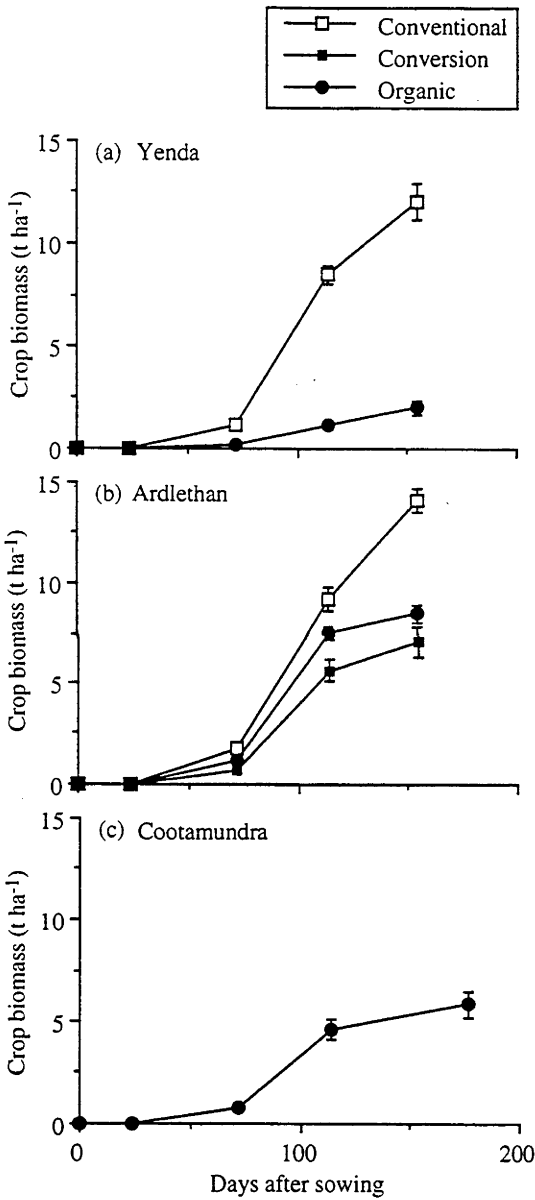 Conventional
Conversion
Organic
(a) Yenda
15
10
5
0
Crop biomass (t ha-1)
(b) Ardlethan
15
10
5
0
Crop biomass (t ha-1)
(c) Cootamundra
15
10
5
0
Crop biomass (t ha-1)
0 100 200
Days after sowing